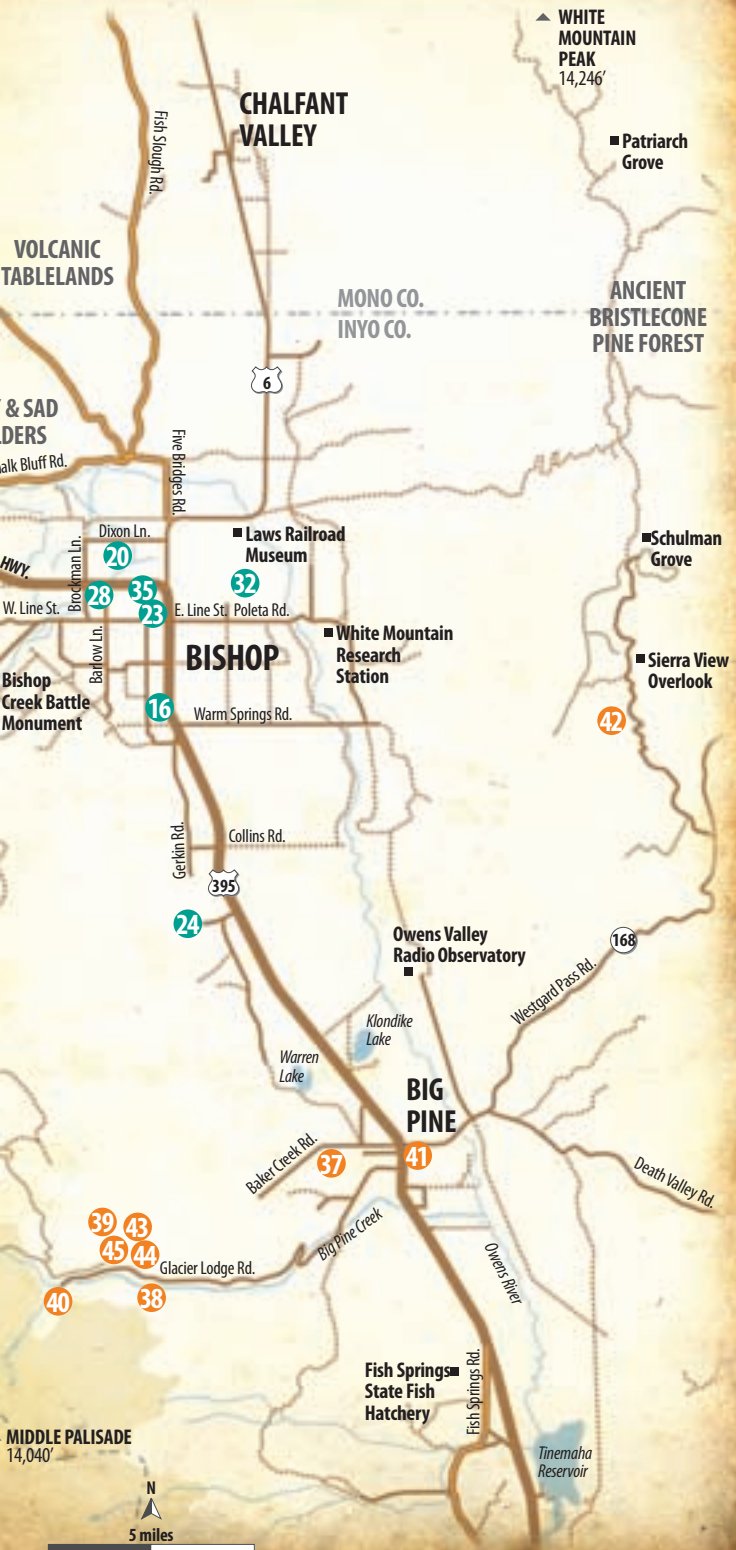 WHITE
MOUNTAIN
PEAK
14,246’
CHALFANT
VALLEY
Fish Slough Rd.
Patriarch
Grove
VOLCANIC
TABLELANDS
MONO CO.
INYO CO.
ANCIENT
BRISTLECONE
PINE FOREST
6
& SAD
Five Bridges Rd.
Bluff Rd.
Dixon Ln.
20
Laws Railroad
Museum
Schulman
Grove
HWY.
Brockman Ln.
28
35
32
23
W. Line St.
E. Line St.
Poleta Rd.
Barlow Ln.
BISHOP
White Mountain
Research
Station
Sierra View
Overlook
Bishop
Creek Battle
Monument
16
Warm Springs Rd.
42
Gerkin Rd.
Collins Rd.
395
24
Owens Valley
Radio Observatory
168
Westgard Pass Rd.
Klondike
Lake
Warren
Lake
BIG
PINE
Baker Creek Rd.
37
41
Death Valley Rd.
39
43
45
44
Glacier Lodge Rd.
Big Pine Creek
40
38
Owens River
Fish Springs
State Fish
Hatchery
Fish Springs Rd.
MIDDLE PALISADE
14,040’
Tinemaha
Reservoir
N
5 miles